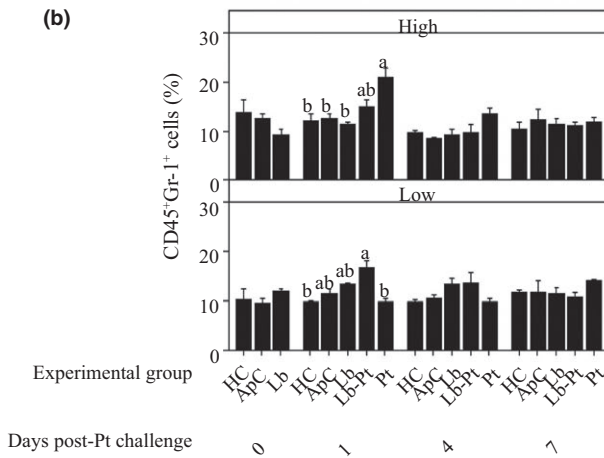 (b)
High
30
20
10
0
b b b ab a
Low
30
20
10
0
b ab ab a b
CD45⁺Gr-1⁺ cells (%)
Experimental group
HC ApC Lb HC ApC Lb Lb-Pt Pt HC ApC Lb Lb-Pt Pt HC ApC Lb Lb-Pt Pt
Days post-Pt challenge
0 1 4 7